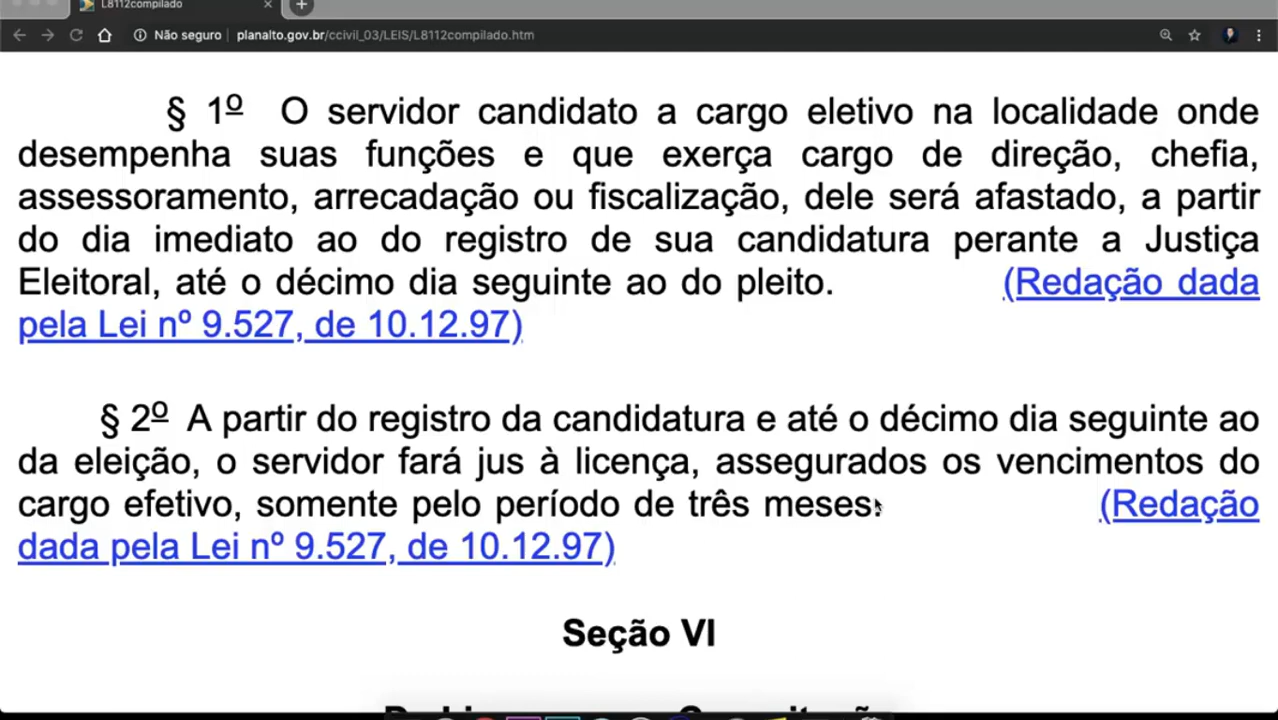 L8112compilado
Não seguro planalto.gov.br/ccivil_03/LEIS/L8112compilado.htm
§ 1º O servidor candidato a cargo eletivo na localidade onde
desempenha suas funções e que exerça cargo de direção, chefia,
assessoramento, arrecadação ou fiscalização, dele será afastado, a partir
do dia imediato ao do registro de sua candidatura perante a Justiça
Eleitoral, até o décimo dia seguinte ao do pleito. (Redação dada
pela Lei nº 9.527, de 10.12.97)
§ 2º A partir do registro da candidatura e até o décimo dia seguinte ao
da eleição, o servidor fará jus à licença, assegurados os vencimentos do
cargo efetivo, somente pelo período de três meses. (Redação
dada pela Lei nº 9.527, de 10.12.97)
Seção VI